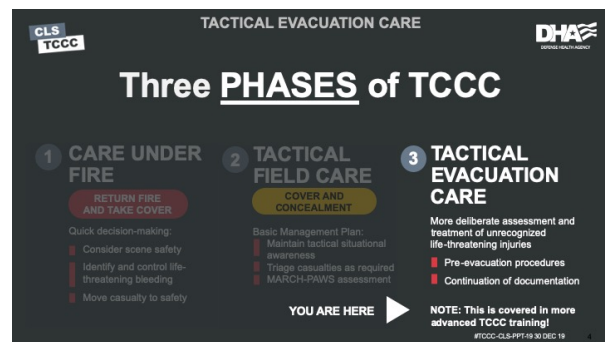 CLS
TCCC
TACTICAL EVACUATION CARE
DHA
DEFENSE HEALTH AGENCY
Three PHASES of TCCC
1 CARE UNDER
FIRE
RETURN FIRE
AND TAKE COVER
Quick decision-making:
Consider scene safety
Identify and control life-
threatening bleeding
Move casualty to safety
2 TACTICAL
FIELD CARE
COVER AND
CONCEALMENT
Basic Management Plan:
Maintain tactical situational
awareness
Triage casualties as required
MARCH-PAWS assessment
3 TACTICAL
EVACUATION
CARE
More deliberate assessment and
treatment of unrecognized
life-threatening injuries
Pre-evacuation procedures
Continuation of documentation
YOU ARE HERE
NOTE: This is covered in more
advanced TCCC training!
#TCCC-CLS-PPT-19 30 DEC 19
4